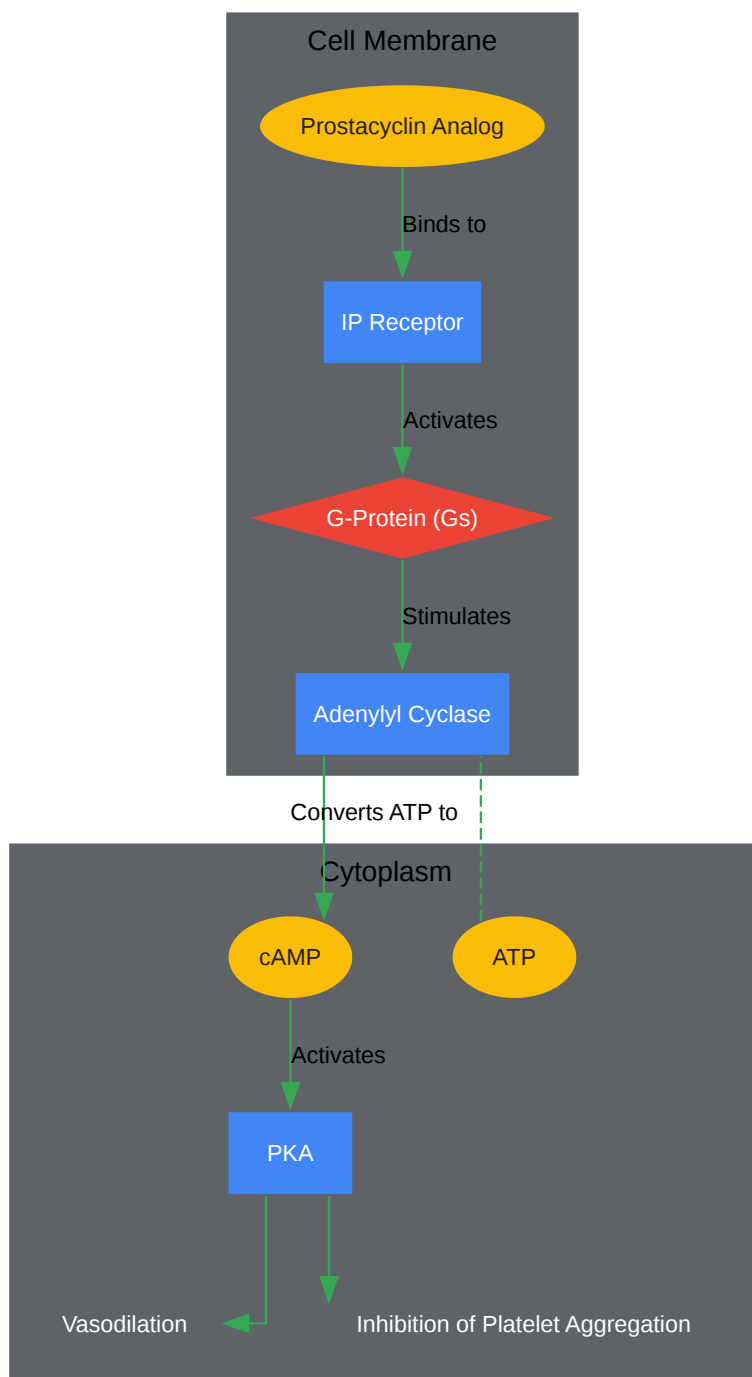 Cell Membrane
Prostacyclin Analog
Binds to
IP Receptor
Activates
G-Protein (Gs)
Stimulates
Adenylyl Cyclase
Converts ATP to
Cytoplasm
cAMP
ATP
Activates
PKA
Vasodilation
Inhibition of Platelet Aggregation